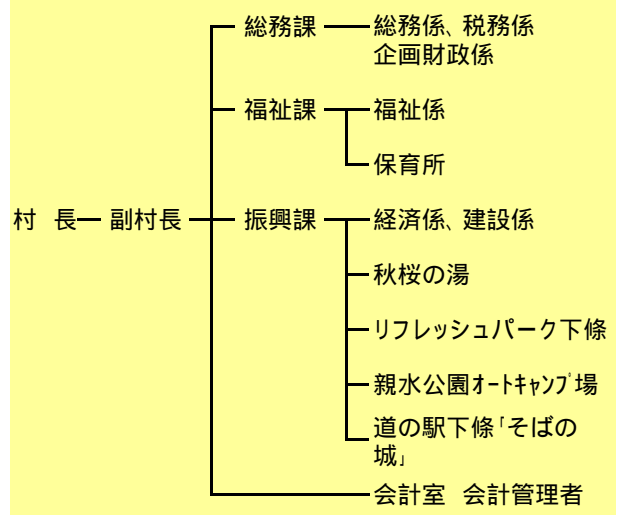 総務課 総務係、税務係
企画財政係
福祉課 福祉係
保育所
村 長 副村長 振興課 経済係、建設係
秋桜の湯
リフレッシュパーク下條
親水公園ｵｰﾄｷｬﾝﾌﾟ場
道の駅下條｢そばの
城｣
会計室 会計管理者